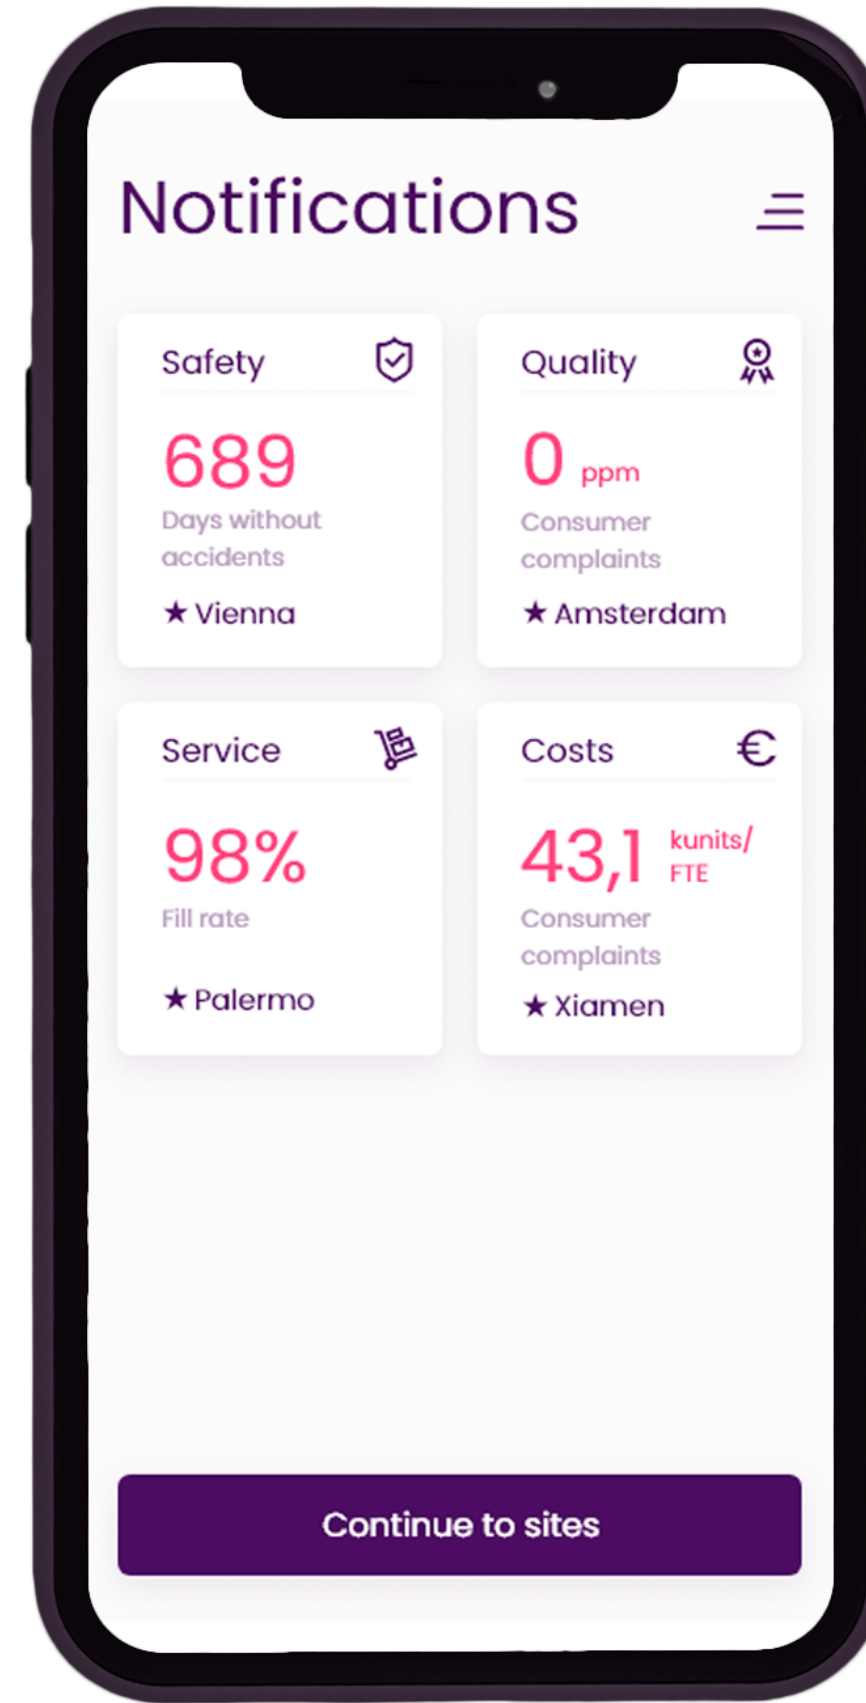 Notifications
Safety
689
Days without
accidents
★ Vienna
Quality
0 ppm
Consumer
complaints
★ Amsterdam
Service
98%
Fill rate
★ Palermo
Costs
€
43,1 kunits/
FTE
Consumer
complaints
★ Xiamen
Continue to sites